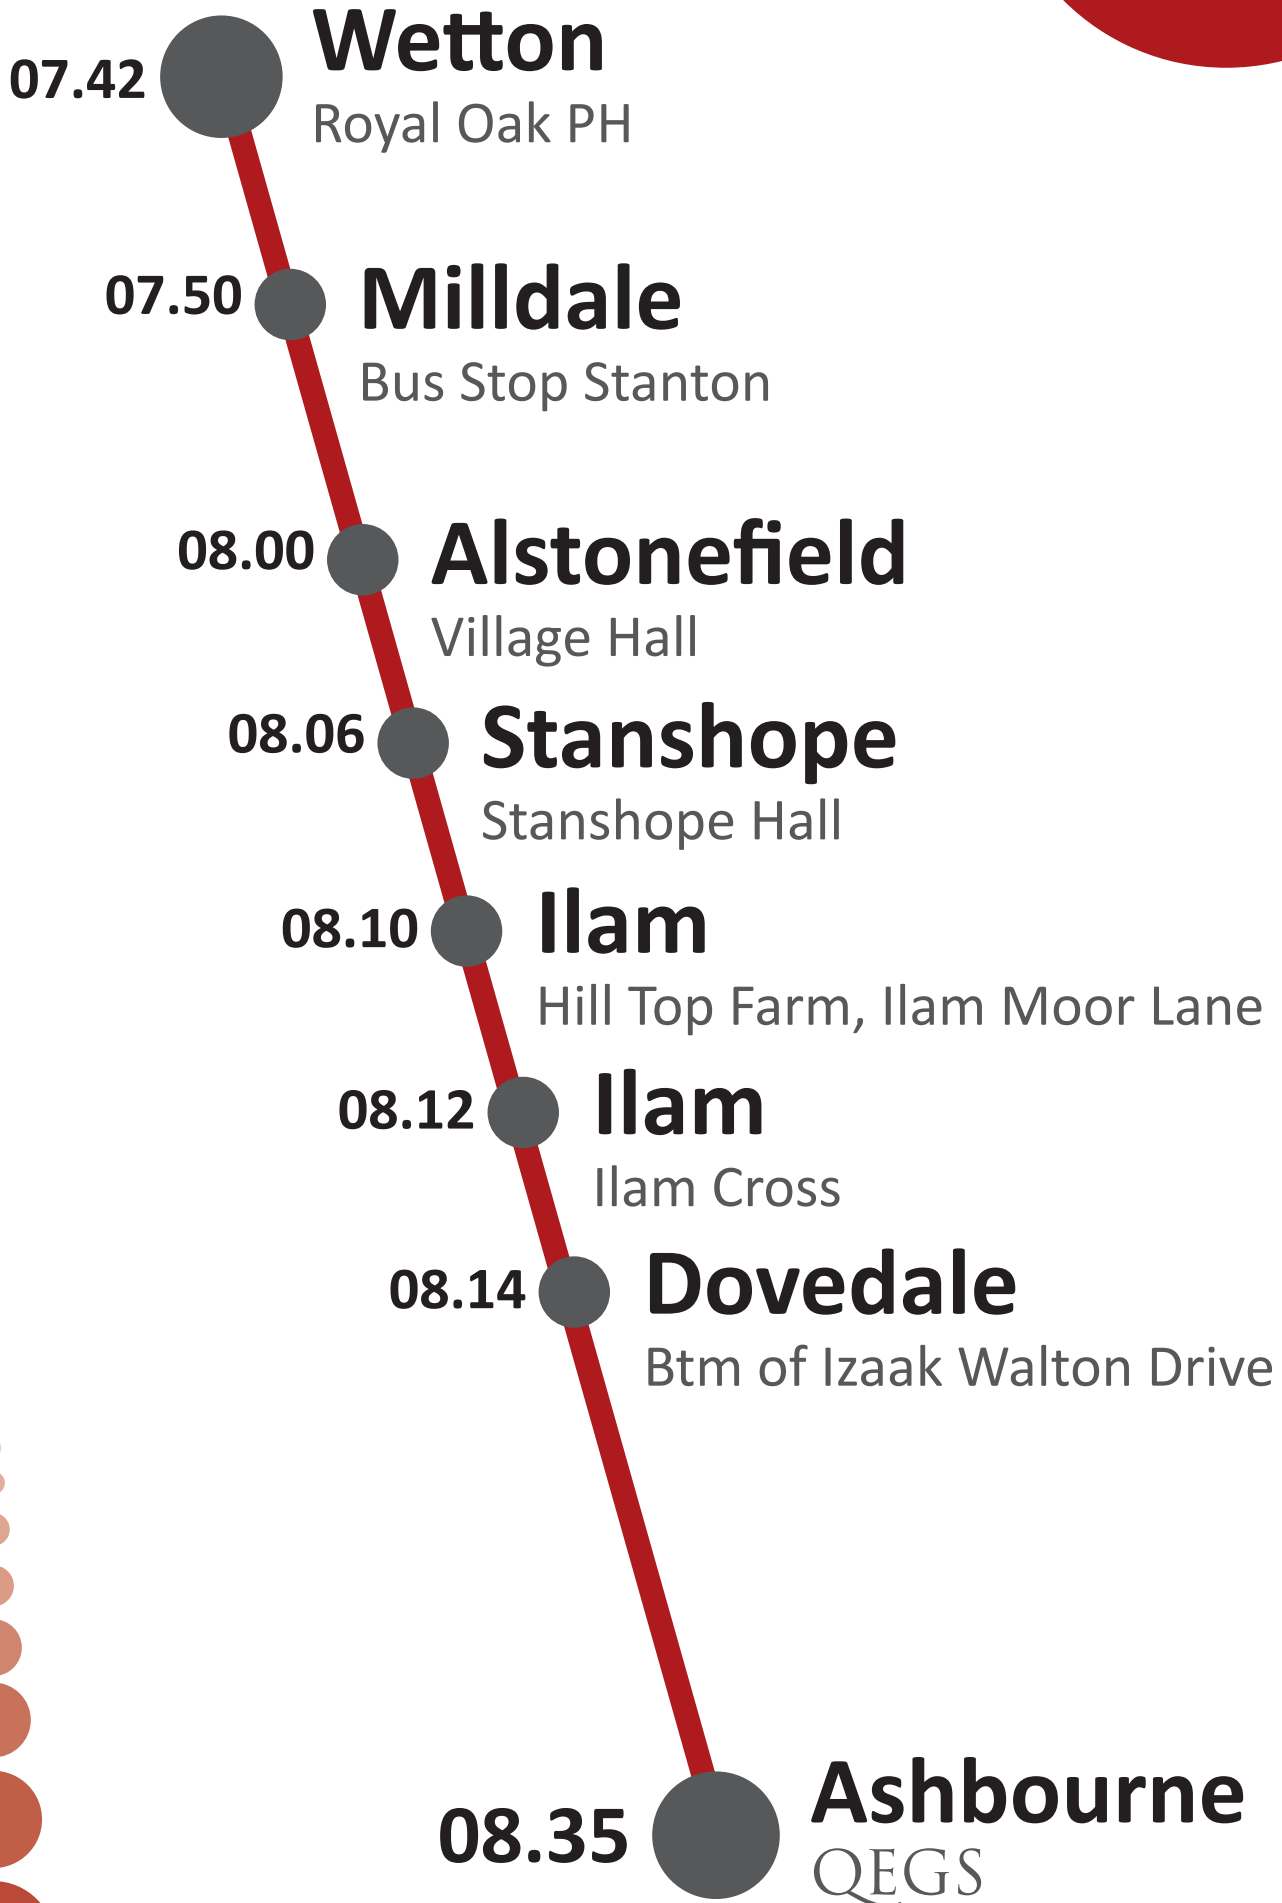 07.42 Wetton
Royal Oak PH
07.50 Milldale
Bus Stop Stanton
08.00 Alstonefield
Village Hall
08.06 Stanshope
Stanshope Hall
08.10 Ilam
Hill Top Farm, Ilam Moor Lane
08.12 Ilam
Ilam Cross
08.14 Dovedale
Btm of Izaak Walton Drive
08.35 Ashbourne
QEGS